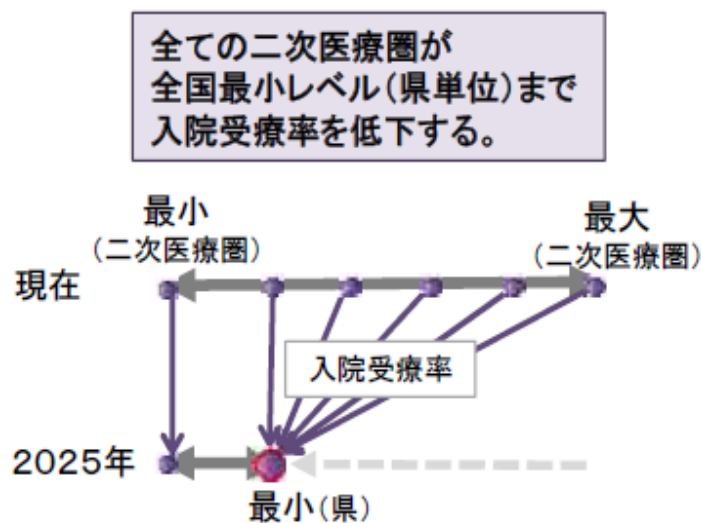 全ての二次医療圏が
全国最小レベル(県単位)まで
入院受療率を低下する。
最小
(二次医療圏)
最大
(二次医療圏)
現在
入院受療率
2025年
最小(県)